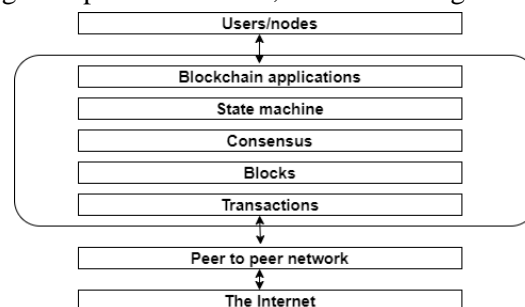 Users/nodes
Blockchain applications
State machine
Consensus
Blocks
Transactions
Peer to peer network
The Internet